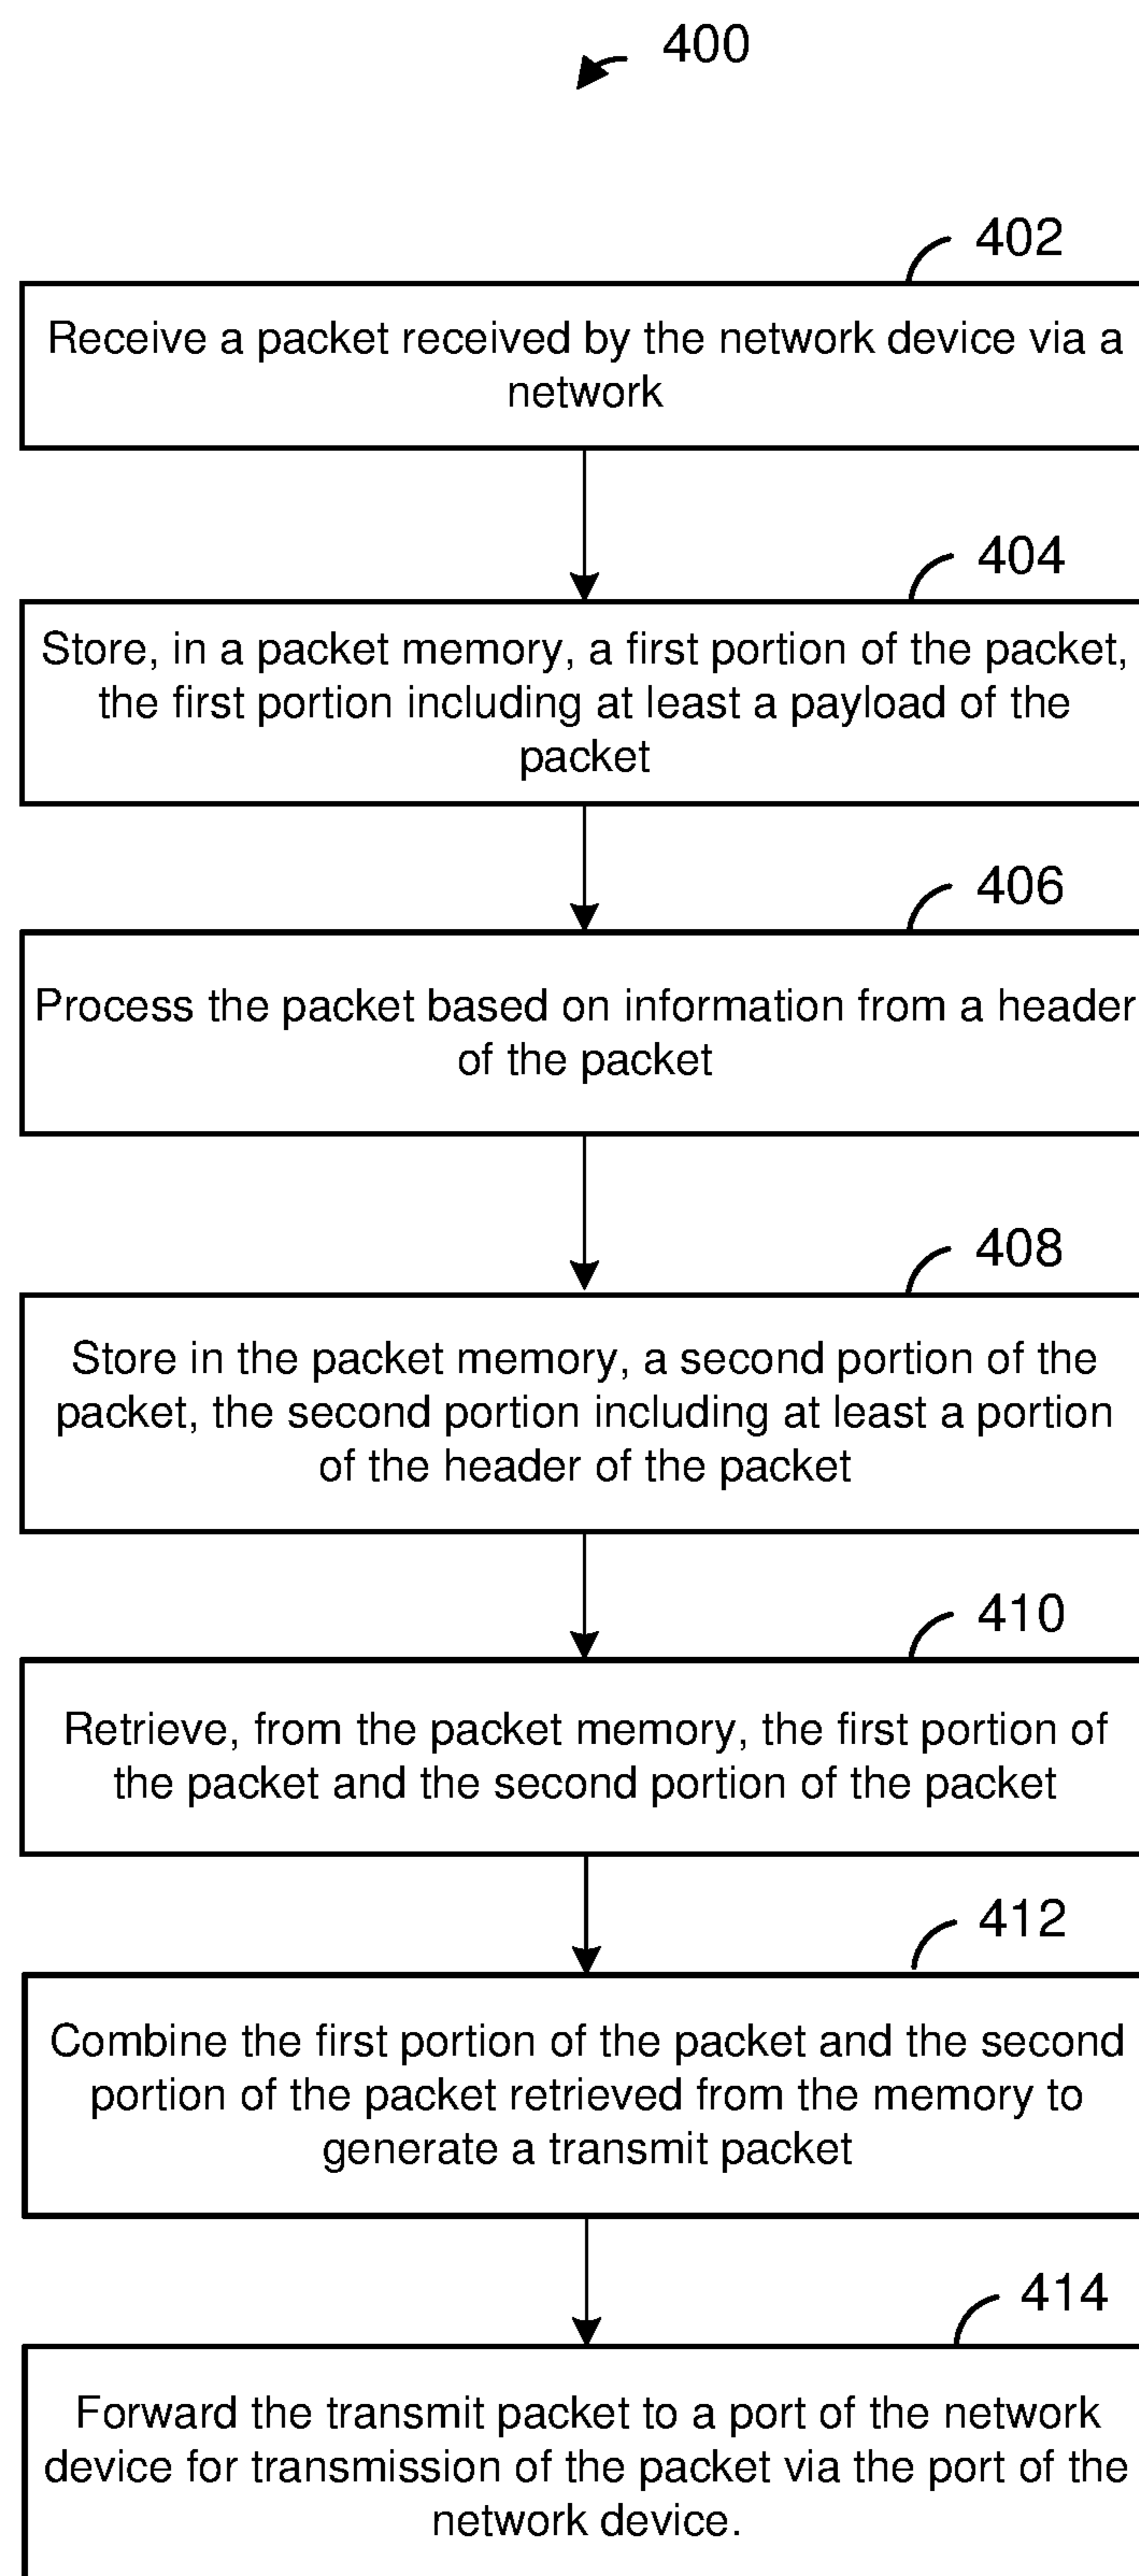 400
402
Receive a packet received by the network device via a
network
404
Store, in a packet memory, a first portion of the packet,
the first portion including at least a payload of the
packet
406
Process the packet based on information from a header
of the packet
408
Store in the packet memory, a second portion of the
packet, the second portion including at least a portion
of the header of the packet
410
Retrieve, from the packet memory, the first portion of
the packet and the second portion of the packet
412
Combine the first portion of the packet and the second
portion of the packet retrieved from the memory to
generate a transmit packet
414
Forward the transmit packet to a port of the network
device for transmission of the packet via the port of the
network device.